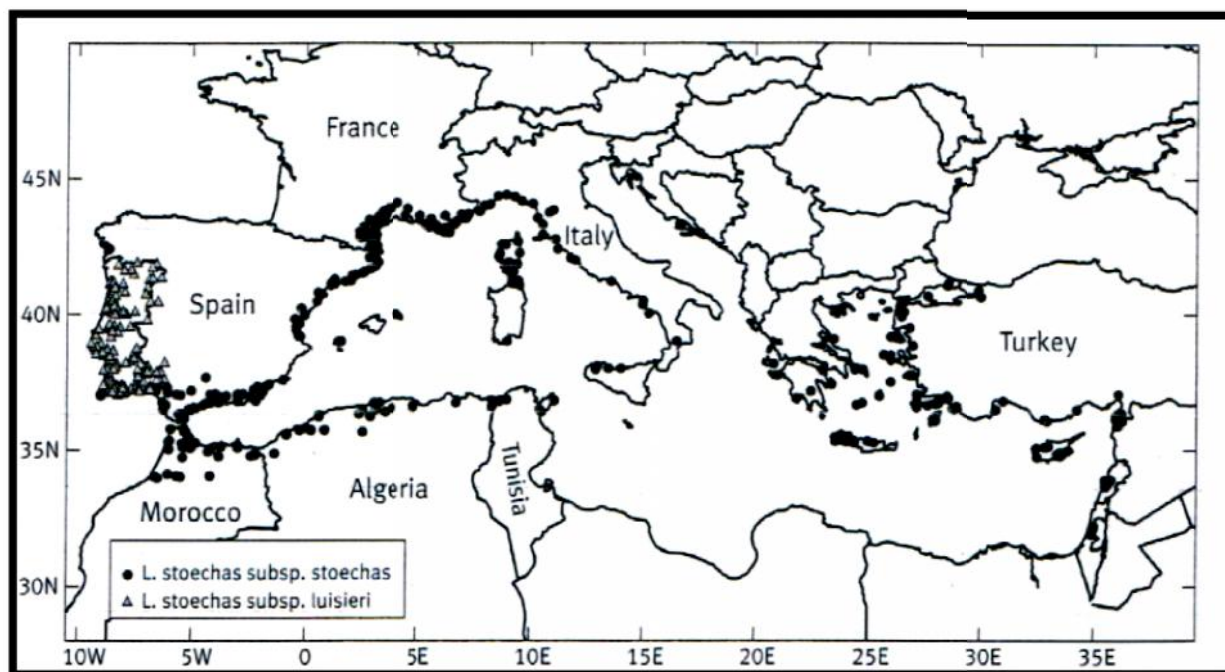 France
45N
Italy
Spain
40N
Turkey
35N
Algeria
Tunisia
Morocco
● L. stoechas subsp. stoechas
△ L. stoechas subsp. luisieri
30N
10W 5W 0 5E 10E 15E 20E 25E 30E 35E